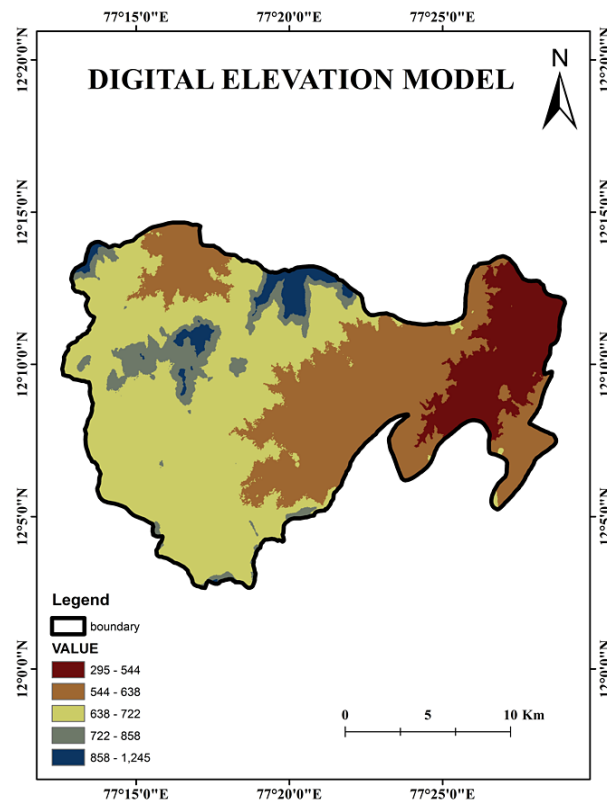 77°15'0"E 77°20'0"E 77°25'0"E
12°20'0"N 12°20'0"N
N
DIGITAL ELEVATION MODEL
12°15'0"N 12°15'0"N
12°10'0"N 12°10'0"N
12°5'0"N 12°5'0"N
Legend
boundary
VALUE
12°0'0"N 12°0'0"N
295 - 544
544 - 638
638 - 722
0 5 10 Km
722 - 858
858 - 1,245
77°15'0"E 77°20'0"E 77°25'0"E